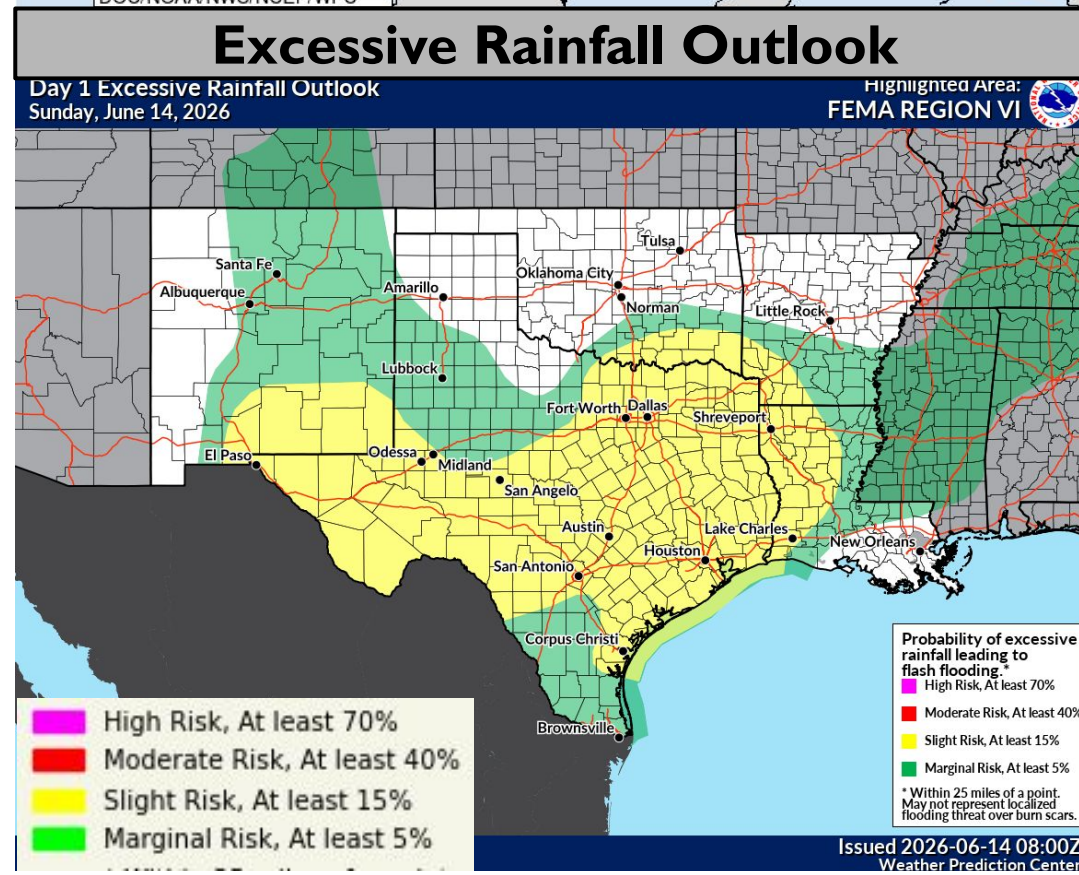 DOC/NOAA/NWS/NCEP/WPC
Excessive Rainfall Outlook
Day 1 Excessive Rainfall Outlook
Sunday, June 14, 2026
Highlighted Area:
FEMA REGION VI
Tulsa
Santa Fe
Oklahoma City
Albuquerque
Amarillo
Norman
Little Rock
Lubbock
Fort Worth
Dallas
Shreveport
El Paso
Odessa
Midland
San Angelo
Austin
Lake Charles
New Orleans
Houston
San Antonio
Corpus Christi
Brownsville
Probability of excessive
rainfall leading to
flash flooding.*
High Risk, At least 70%
Moderate Risk, At least 40%
Slight Risk, At least 15%
Marginal Risk, At least 5%
* Within 25 miles of a point.
May not represent localized
flooding threat over burn scars.
High Risk, At least 70%
Moderate Risk, At least 40%
Slight Risk, At least 15%
Marginal Risk, At least 5%
Issued 2026-06-14 08:00Z
Weather Prediction Center